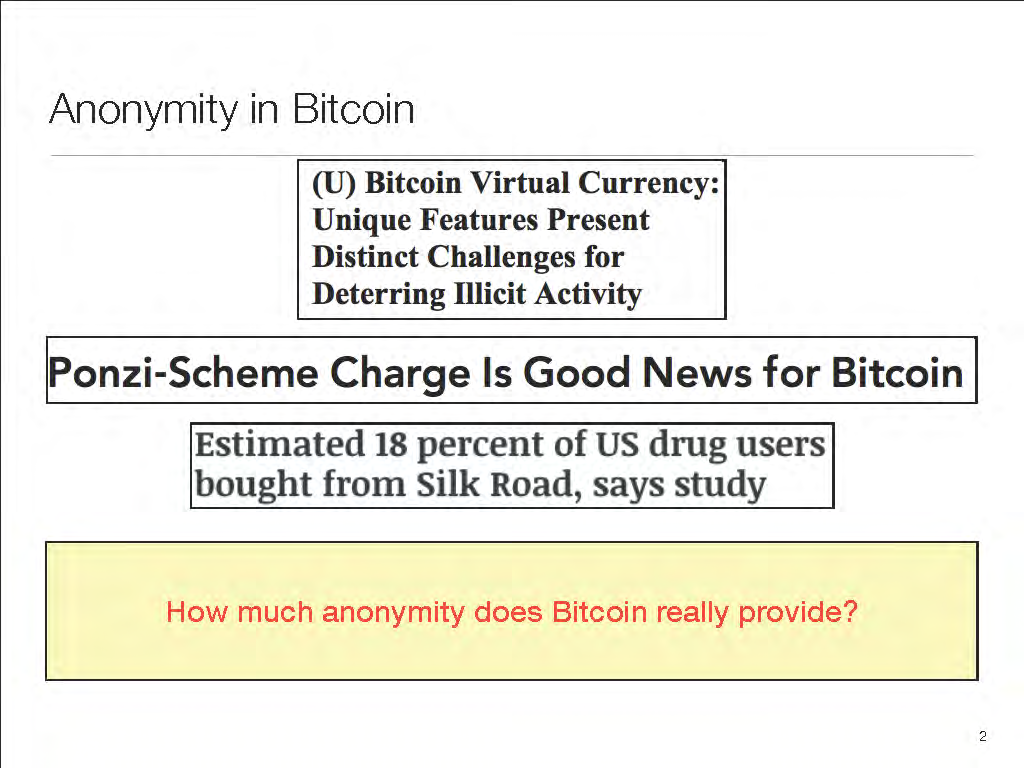 Anonymity in Bitcoin
(U) Bitcoin Virtual Currency:
Unique Features Present
Distinct Challenges for
Deterring Illicit Activity
Ponzi-Scheme Charge Is Good News for Bitcoin
Estimated 18 percent of US drug users
bought from Silk Road, says study
How much anonymity does Bitcoin really provide?
2